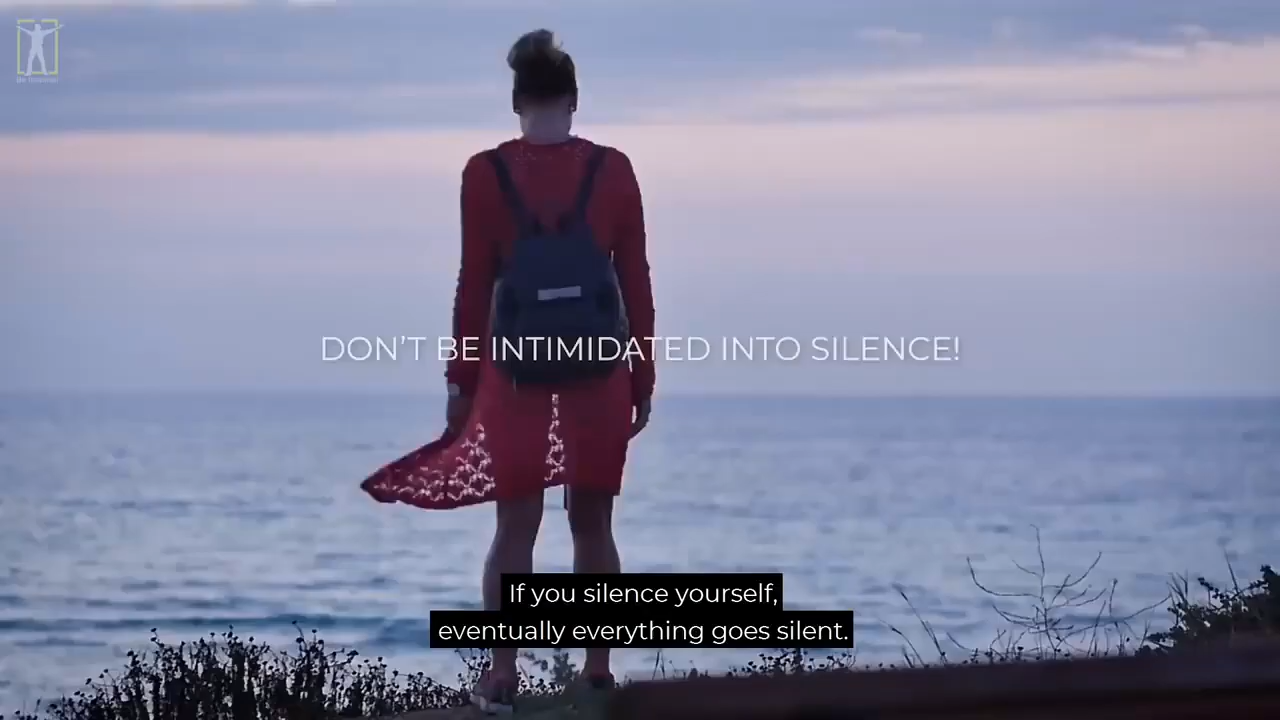 DON'T BE INTIMIDATED INTO SILENCE!
If you silence yourself,
eventually everything goes silent.